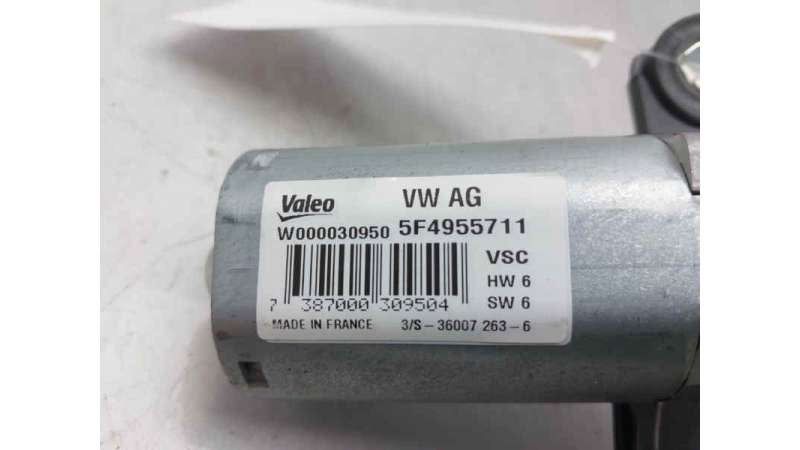 Valeo VW AG
W000030950 5F4955711
VSC
HW 6
7 387000 309504 SW 6
MADE IN FRANCE 3/S-36007 263-6